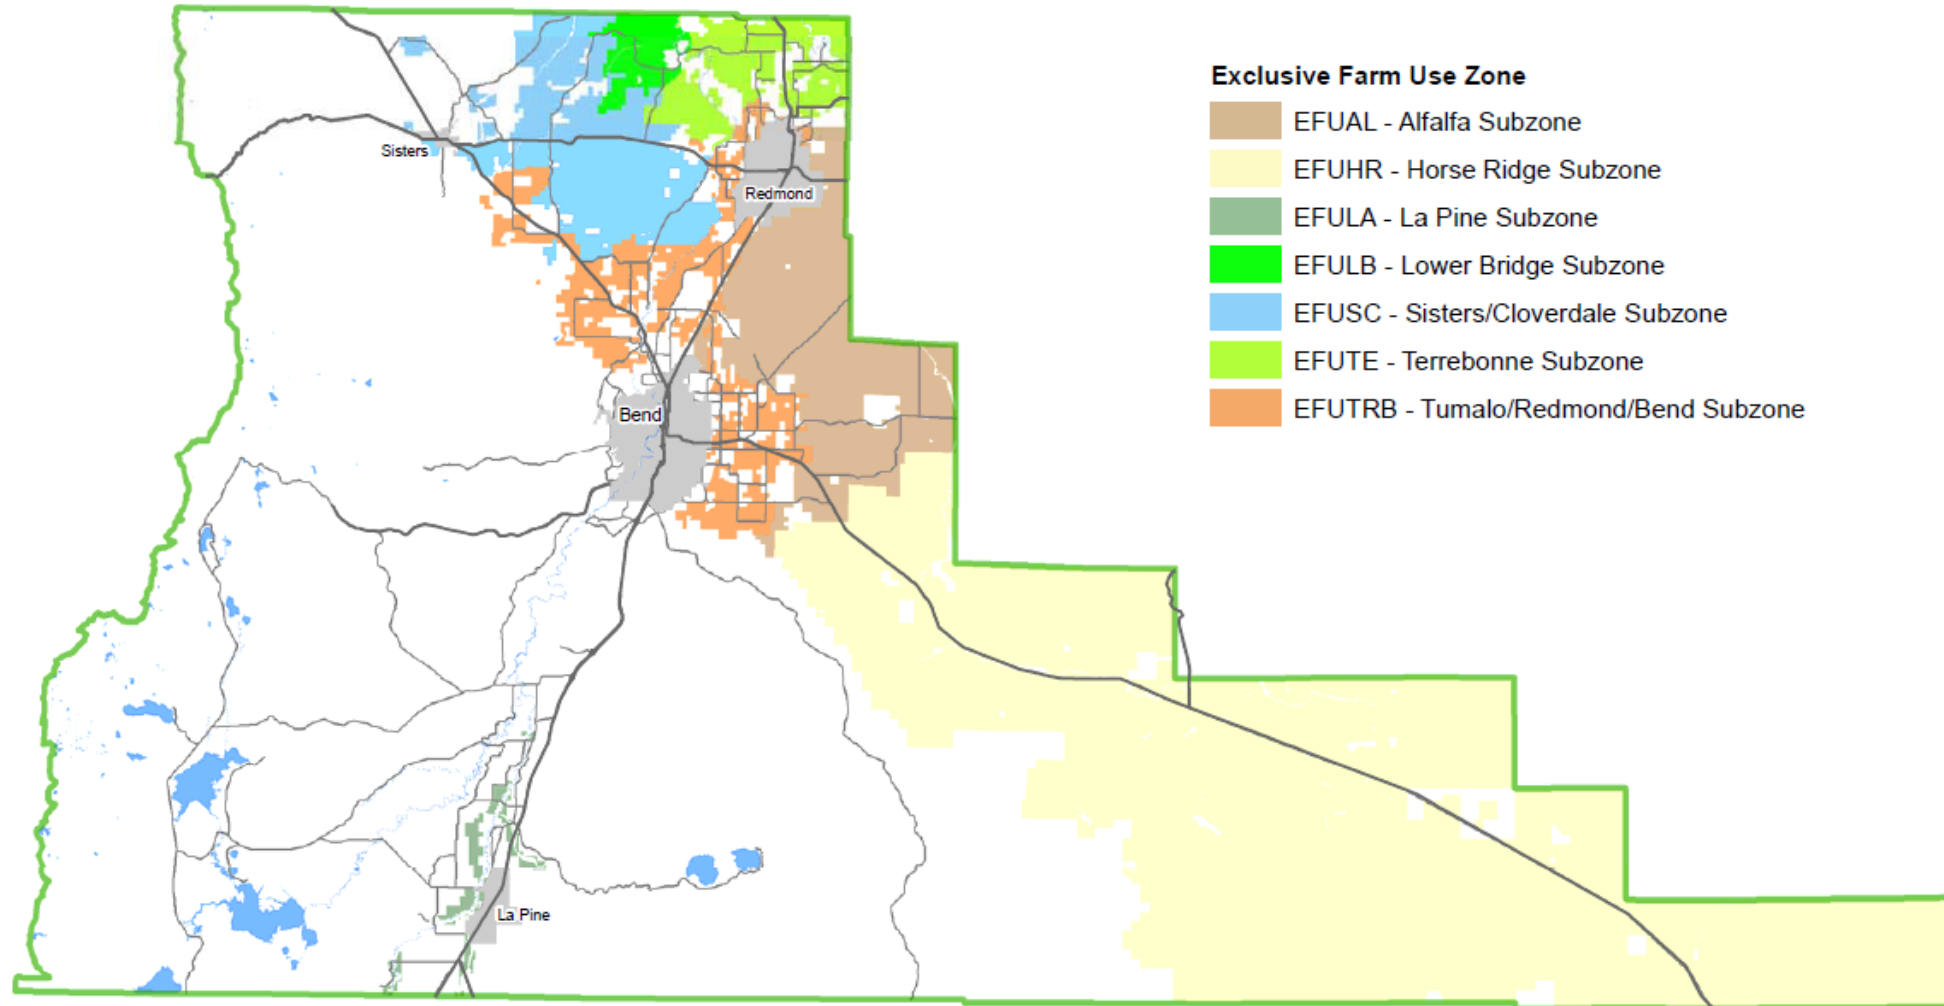 Exclusive Farm Use Zone
EFUAL - Alfalfa Subzone
EFUHR - Horse Ridge Subzone
EFULA - La Pine Subzone
EFULB - Lower Bridge Subzone
EFUSC - Sisters/Cloverdale Subzone
EFUTE - Terrebonne Subzone
EFUTRB - Tumalo/Redmond/Bend Subzone
Sisters
Redmond
Bend
La Pine